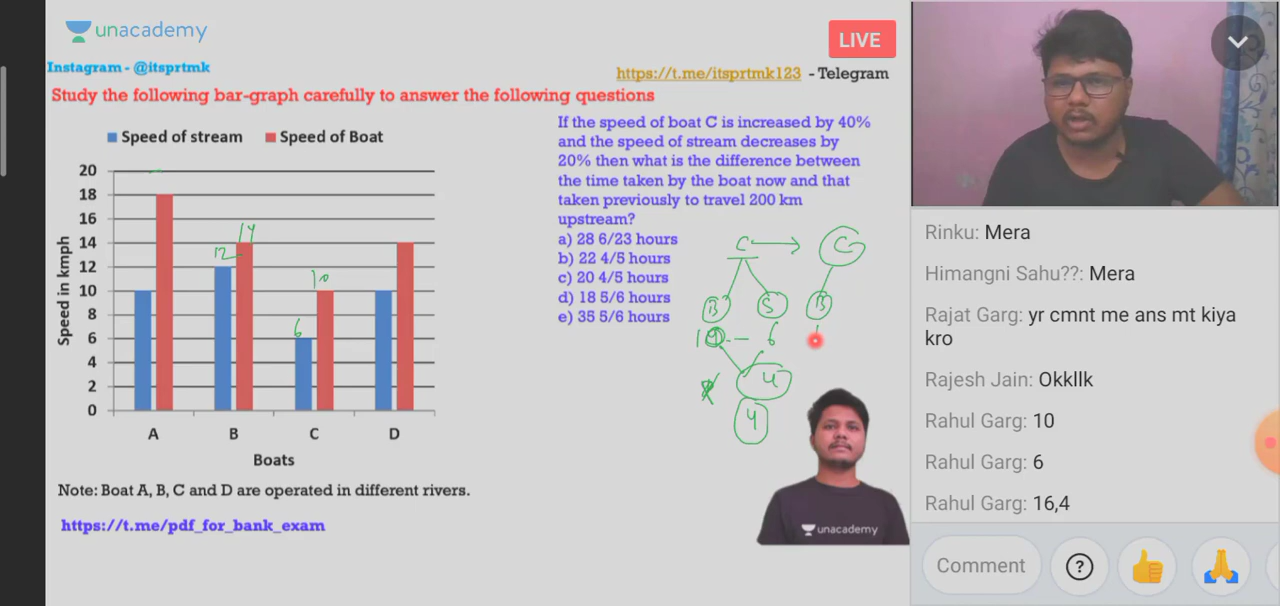 unacademy
LIVE
Instagram - @itsprtmk
https://t.me/itsprtmk123 - Telegram
Study the following bar-graph carefully to answer the following questions
Speed of stream
Speed of Boat
Speed in kmph
20
18
16
14
12
10
8
6
4
2
0
12
14
6
10
A
B
C
D
Boats
Note: Boat A, B, C and D are operated in different rivers.
https://t.me/pdf_for_bank_exam
If the speed of boat C is increased by 40%
and the speed of stream decreases by
20% then what is the difference between
the time taken by the boat now and that
taken previously to travel 200 km
upstream?
a) 28 6/23 hours
b) 22 4/5 hours
c) 20 4/5 hours
d) 18 5/6 hours
e) 35 5/6 hours
C
C
B
S
B
6
4
4
unacademy
Rinku: Mera
Himangni Sahu??: Mera
Rajat Garg: yr cmnt me ans mt kiya
kro
Rajesh Jain: Okkllk
Rahul Garg: 10
Rahul Garg: 6
Rahul Garg: 16,4
Comment
?